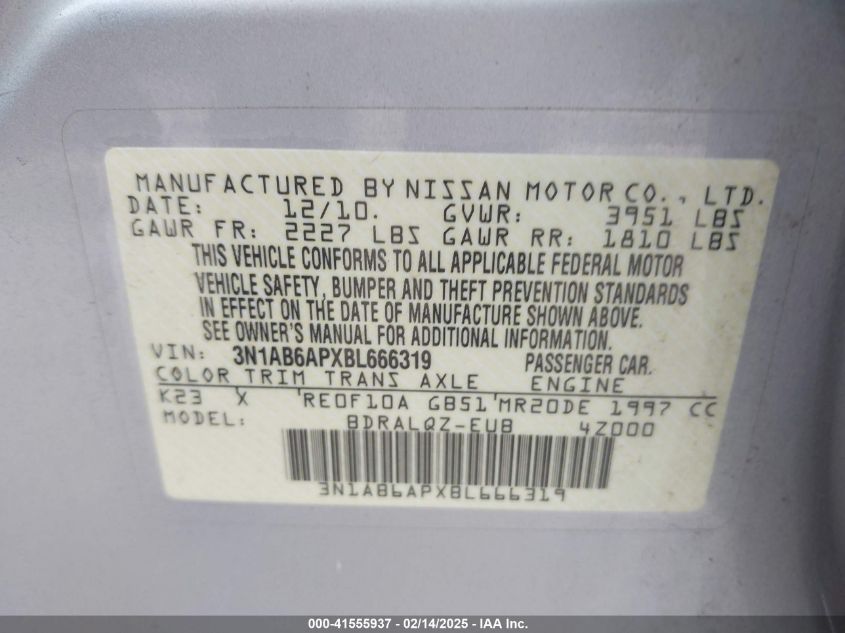 MANUFACTURED BY NISSAN MOTOR CO., LTD.
DATE: 12/10. GVWR: 3951 LBS
GAWR FR: 2227 LBS GAWR RR: 1810 LBS
THIS VEHICLE CONFORMS TO ALL APPLICABLE FEDERAL MOTOR
VEHICLE SAFETY, BUMPER AND THEFT PREVENTION STANDARDS
IN EFFECT ON THE DATE OF MANUFACTURE SHOWN ABOVE.
SEE OWNER'S MANUAL FOR ADDITIONAL INFORMATION.
VIN: 3N1AB6APXBL666319 PASSENGER CAR.
COLOR TRIM TRANS AXLE ENGINE
K23 X 'RE0F10A GB51'MR20DE 1997 CC
MODEL: BDRALQZ-EUB 4Z000
3N1AB6APXBL666319
000-41555937 - 02/14/2025 - IAA Inc.